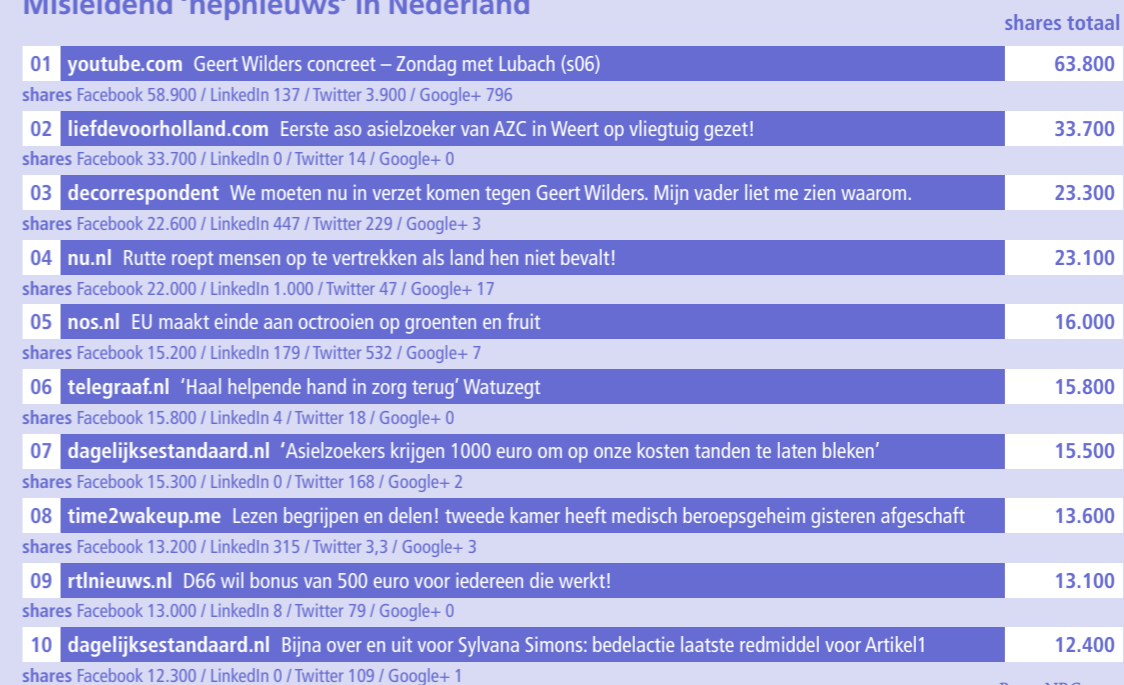 Misleidend ‘nepnieuws’ in Nederland
shares totaal
01 youtube.com Geert Wilders concreet – Zondag met Lubach (s06) 63.800
shares Facebook 58.900 / LinkedIn 137 / Twitter 3.900 / Google+ 796
02 liefdevoorholland.com Eerste aso asielzoeker van AZC in Weert op vliegtuig gezet! 33.700
shares Facebook 33.700 / LinkedIn 0 / Twitter 14 / Google+ 0
03 decorrespondent We moeten nu in verzet komen tegen Geert Wilders. Mijn vader liet me zien waarom. 23.300
shares Facebook 22.600 / LinkedIn 447 / Twitter 229 / Google+ 3
04 nu.nl Rutte roept mensen op te vertrekken als land hen niet bevalt! 23.100
shares Facebook 22.000 / LinkedIn 1.000 / Twitter 47 / Google+ 17
05 nos.nl EU maakt einde aan octrooien op groenten en fruit 16.000
shares Facebook 15.200 / LinkedIn 179 / Twitter 532 / Google+ 7
06 telegraaf.nl ‘Haal helpende hand in zorg terug’ Watuzegt 15.800
shares Facebook 15.800 / LinkedIn 4 / Twitter 18 / Google+ 0
07 dagelijksestandaard.nl ‘Asielzoekers krijgen 1000 euro om op onze kosten tanden te laten bleken’ 15.500
shares Facebook 15.300 / LinkedIn 0 / Twitter 168 / Google+ 2
08 time2wakeup.me Lezen begrijpen en delen! tweede kamer heeft medisch beroepsgeheim gisteren afgeschaft 13.600
shares Facebook 13.200 / LinkedIn 315 / Twitter 3,3 / Google+ 3
09 rtlnieuws.nl D66 wil bonus van 500 euro voor iedereen die werkt! 13.100
shares Facebook 13.000 / LinkedIn 8 / Twitter 79 / Google+ 0
10 dagelijksestandaard.nl Bijna over en uit voor Sylvana Simons: bedelactie laatste redmiddel voor Artikel1 12.400
shares Facebook 12.300 / LinkedIn 0 / Twitter 109 / Google+ 1